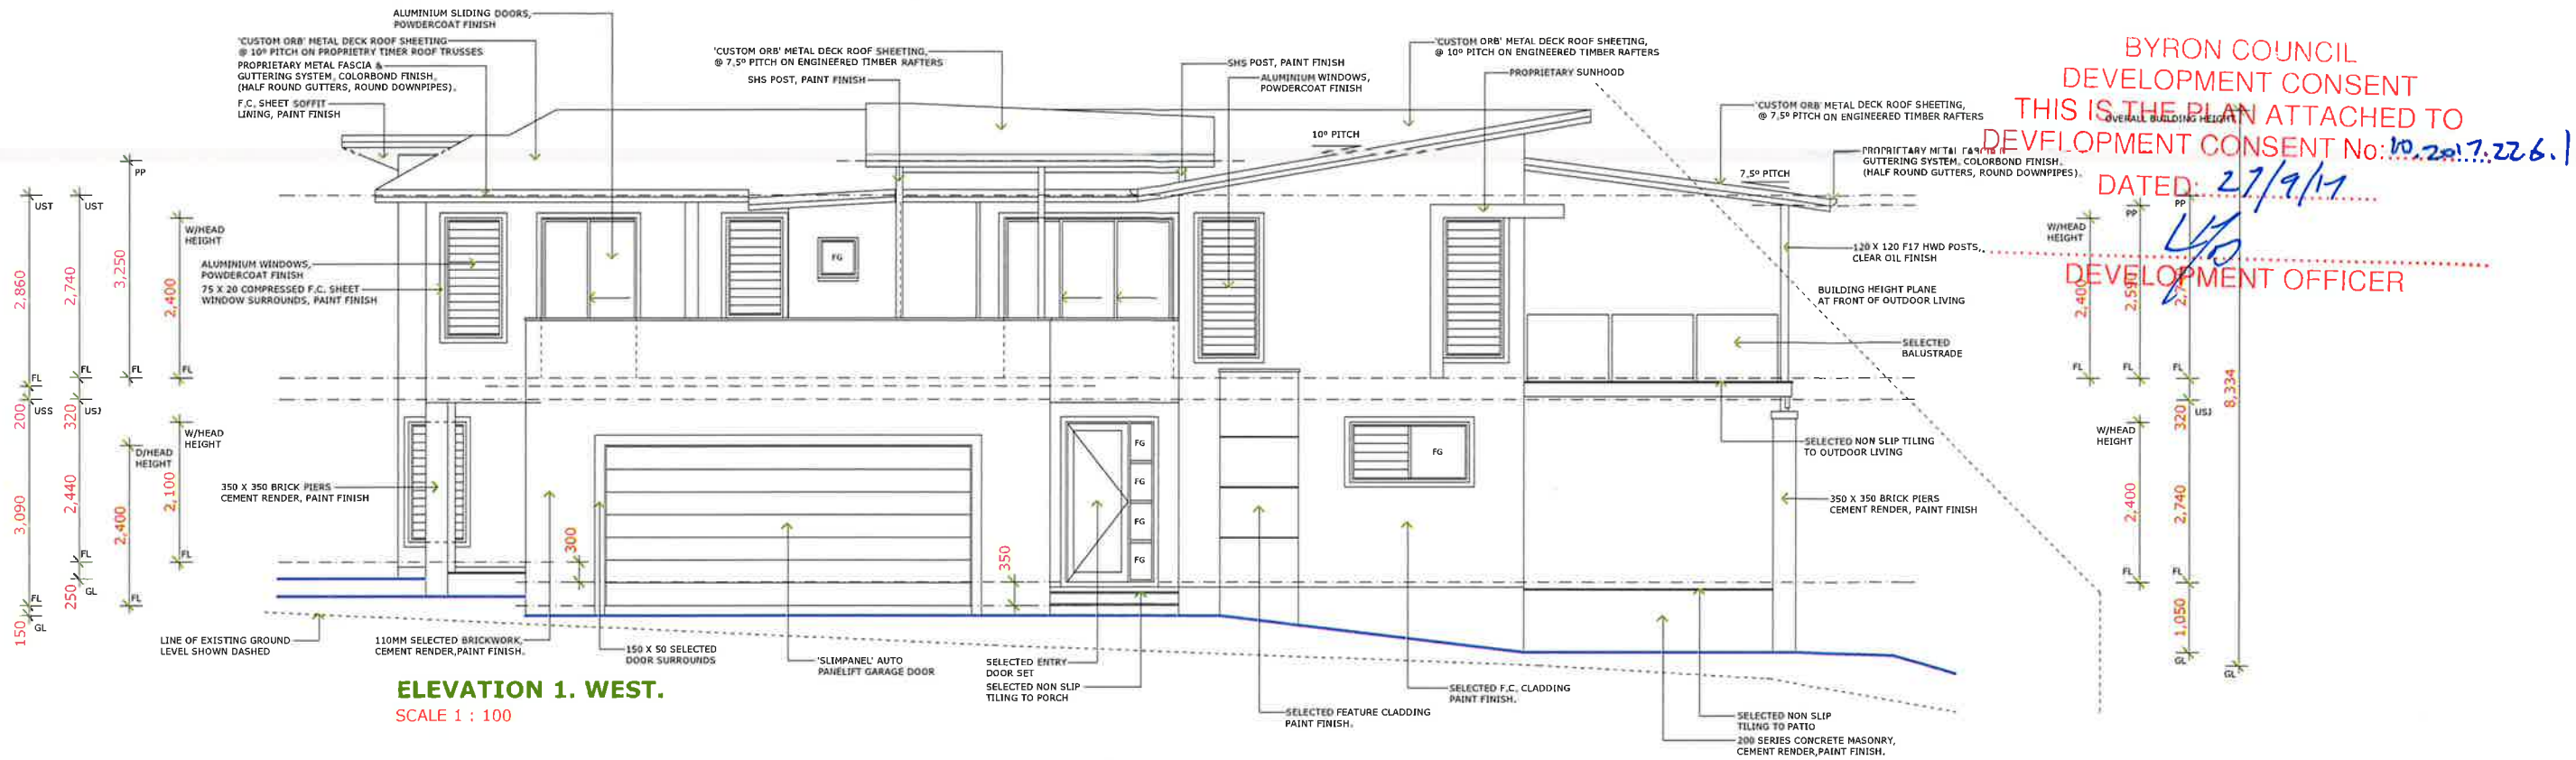 ALUMINIUM SLIDING DOORS,
POWDERCOAT FINISH
'CUSTOM ORB' METAL DECK ROOF SHEETING
@ 10º PITCH ON PROPRIETRY TIMER ROOF TRUSSES
PROPRIETARY METAL FASCIA &
GUTTERING SYSTEM, COLORBOND FINISH,
(HALF ROUND GUTTERS, ROUND DOWNPIPES).
F.C. SHEET SOFFIT
LINING, PAINT FINISH
'CUSTOM ORB' METAL DECK ROOF SHEETING,
@ 7.5º PITCH ON ENGINEERED TIMBER RAFTERS
SHS POST, PAINT FINISH
SHS POST, PAINT FINISH
ALUMINIUM WINDOWS,
POWDERCOAT FINISH
'CUSTOM ORB' METAL DECK ROOF SHEETING,
@ 10º PITCH ON ENGINEERED TIMBER RAFTERS
PROPRIETARY SUNHOOD
'CUSTOM ORB' METAL DECK ROOF SHEETING,
@ 7.5º PITCH ON ENGINEERED TIMBER RAFTERS
BYRON COUNCIL
DEVELOPMENT CONSENT
THIS IS THE PLAN ATTACHED TO
OVERALL BUILDING HEIGHT
DEVELOPMENT CONSENT No: 10.2017.226.1
DATED: 27/9/17
DEVELOPMENT OFFICER
PROPRIETARY METAL FASCIA &
GUTTERING SYSTEM, COLORBOND FINISH.
(HALF ROUND GUTTERS, ROUND DOWNPIPES).
10º PITCH
7.5º PITCH
PP
UST
UST
W/HEAD
HEIGHT
2,860
2,740
3,250
2,400
ALUMINIUM WINDOWS,
POWDERCOAT FINISH
75 X 20 COMPRESSED F.C. SHEET
WINDOW SURROUNDS, PAINT FINISH
FG
120 X 120 F17 HWD POSTS,
CLEAR OIL FINISH
BUILDING HEIGHT PLANE
AT FRONT OF OUTDOOR LIVING
SELECTED
BALUSTRADE
W/HEAD
HEIGHT
PP
PP
2,400
FL
FL
FL
8,334
FL
FL
FL
FL
200
USS
320
USJ
W/HEAD
HEIGHT
D/HEAD
HEIGHT
3,090
2,440
2,400
2,100
350 X 350 BRICK PIERS
CEMENT RENDER, PAINT FINISH
300
350
FG
FG
FG
FG
FG
SELECTED NON SLIP TILING
TO OUTDOOR LIVING
350 X 350 BRICK PIERS
CEMENT RENDER, PAINT FINISH
320
USJ
W/HEAD
HEIGHT
2,400
2,740
FL
FL
1,050
GL
GL
FL
FL
250
GL
FL
FL
150
GL
LINE OF EXISTING GROUND
LEVEL SHOWN DASHED
110MM SELECTED BRICKWORK,
CEMENT RENDER,PAINT FINISH.
150 X 50 SELECTED
DOOR SURROUNDS
'SLIMPANEL' AUTO
PANELIFT GARAGE DOOR
SELECTED ENTRY
DOOR SET
SELECTED NON SLIP
TILING TO PORCH
SELECTED FEATURE CLADDING
PAINT FINISH.
SELECTED F.C. CLADDING
PAINT FINISH.
SELECTED NON SLIP
TILING TO PATIO
200 SERIES CONCRETE MASONRY,
CEMENT RENDER,PAINT FINISH.
ELEVATION 1. WEST.
SCALE 1 : 100